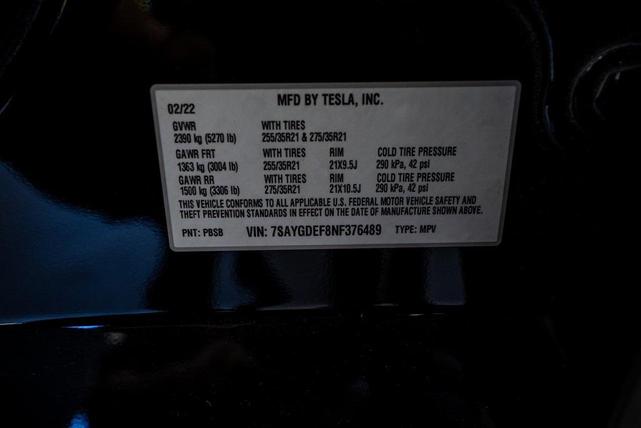 MFD BY TESLA, INC.
02/22
GVWR WITH TIRES
2390 kg (5270 lb) 255/35R21 & 275/35R21
GAWR FRT WITH TIRES RIM COLD TIRE PRESSURE
1363 kg (3004 lb) 255/35R21 21X9.5J 290 kPa, 42 psi
GAWR RR WITH TIRES RIM COLD TIRE PRESSURE
1500 kg (3306 lb) 275/35R21 21X10.5J 290 kPa, 42 psi
THIS VEHICLE CONFORMS TO ALL APPLICABLE U.S. FEDERAL MOTOR VEHICLE SAFETY AND
THEFT PREVENTION STANDARDS IN EFFECT ON THE DATE OF MANUFACTURE SHOWN ABOVE.
PNT: PBSB VIN: 7SAYGDEF8NF376489 TYPE: MPV